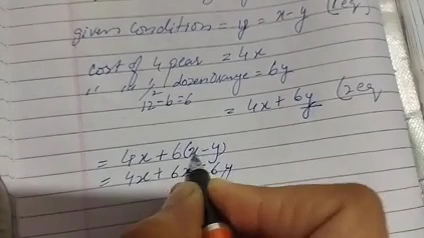 given condition = y = x - y (1eq
cost of 4 pear = 4x
" " 1/2 dozen orange = 6y
12 - 6 = 6
= 4x + 6y (2eq
= 4x + 6(x - y)
= 4x + 6x 6y